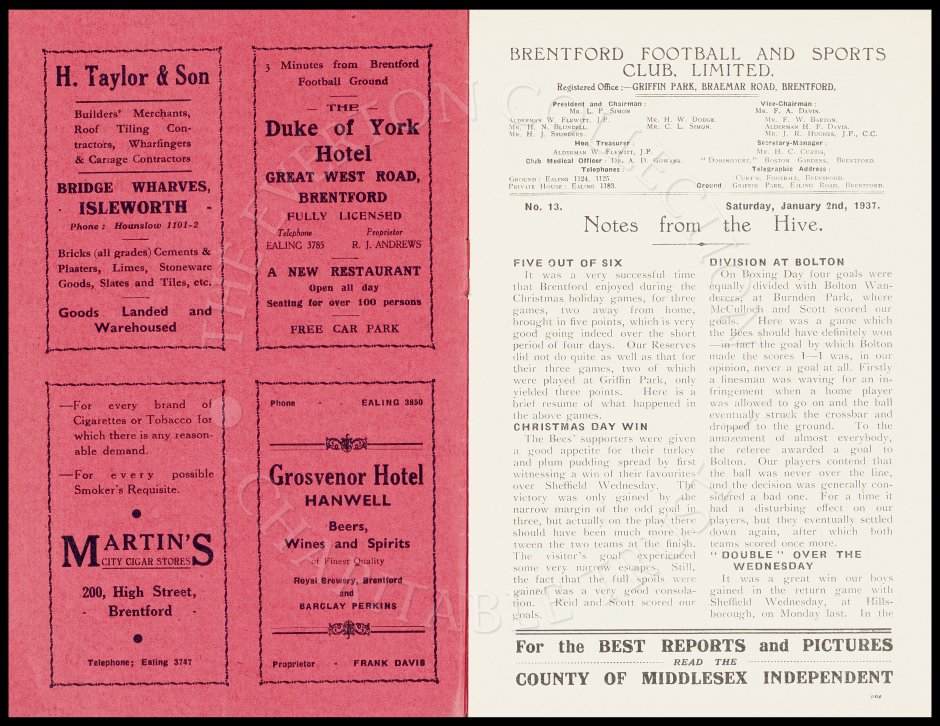 H. Taylor & Son
Builders' Merchants,
Roof Tiling Con-
tractors, Wharfingers
& Carriage Contractors
BRIDGE WHARVES,
ISLEWORTH -
Phone: Hounslow 1101-2
Bricks (all grades) Cements &
Plasters, Limes, Stoneware
Goods, Slates and Tiles, etc.
Goods Landed and
Warehoused
3 Minutes from Brentford
Football Ground
— THE —
Duke of York
Hotel
GREAT WEST ROAD,
BRENTFORD
FULLY LICENSED
Telephone Proprietor
EALING 3785 R. J. ANDREWS
A NEW RESTAURANT
Open all day
Seating for over 100 persons
FREE CAR PARK
—For every brand of
Cigarettes or Tobacco for
which there is any reason-
able demand.
—For every possible
Smoker's Requisite.
MARTIN'S
CITY CIGAR STORES
200, High Street,
- Brentford -
Telephone; Ealing 3747
Phone - - EALING 3850
Grosvenor Hotel
HANWELL
Beers,
Wines and Spirits
of Finest Quality
Royal Brewery, Brentford
and
BARCLAY PERKINS
Proprietor - FRANK DAVIS
BRENTFORD FOOTBALL AND SPORTS
CLUB, LIMITED.
Registered Office :—GRIFFIN PARK, BRAEMAR ROAD, BRENTFORD.
President and Chairman: Vice-Chairman:
Mr. L. P. Simon Mr. F. A. Davis.
Alderman W. Flewitt, J.P. Mr. H. W. Dodge. Mr. F. W. Barton.
Mr. H. N. Blundell. Mr. C. L. Simon. Alderman H. F. Davis.
Mr. H. J. Saunders. Mr. J. R. Hughes, J.P., C.C.
Hon. Treasurer: Secretary-Manager:
Alderman W. Flewitt, J.P. Mr. H. C. Curtis,
Club Medical Officer: Dr. A. D. Gowans. "Domincourt," Boston Gardens, Brentford.
Telephones: Telegraphic Address:
Ground: Ealing 1124, 1125. Curtis, Football, Brentford.
Private House: Ealing 1183. Ground: Griffin Park, Ealing Road, Brentford.
No. 13. Saturday, January 2nd, 1937.
Notes from the Hive.
FIVE OUT OF SIX
It was a very successful time
that Brentford enjoyed during the
Christmas holiday games, for three
games, two away from home,
brought in five points, which is very
good going indeed over the short
period of four days. Our Reserves
did not do quite as well as that for
their three games, two of which
were played at Griffin Park, only
yielded three points. Here is a
brief resume of what happened in
the above games.
CHRISTMAS DAY WIN
The Bees' supporters were given
a good appetite for their turkey
and plum pudding spread by first
witnessing a win by their favourites
over Sheffield Wednesday. The
victory was only gained by the
narrow margin of the odd goal in
three, but actually on the play there
should have been much more be-
tween the two teams at the finish.
The visitor's goal experienced
some very narrow escapes. Still,
the fact that the full spoils were
gained was a very good consola-
tion. Reid and Scott scored our
goals.
DIVISION AT BOLTON
On Boxing Day four goals were
equally divided with Bolton Wan-
derers, at Burnden Park, where
McCulloch and Scott scored our
goals. Here was a game which
the Bees should have definitely won
—in fact the goal by which Bolton
made the scores 1—1 was, in our
opinion, never a goal at all. Firstly
a linesman was waving for an in-
fringement when a home player
was allowed to go on and the ball
eventually struck the crossbar and
dropped to the ground. To the
amazement of almost everybody,
the referee awarded a goal to
Bolton. Our players contend that
the ball was never over the line,
and the decision was generally con-
sidered a bad one. For a time it
had a disturbing effect on our
players, but they eventually settled
down again, after which both
teams scored once more.
"DOUBLE" OVER THE
WEDNESDAY
It was a great win our boys
gained in the return game with
Sheffield Wednesday, at Hills-
borough, on Monday last. In the
For the BEST REPORTS and PICTURES
READ THE
COUNTY OF MIDDLESEX INDEPENDENT
THE EVERTON COLLECTION CHARITABLE